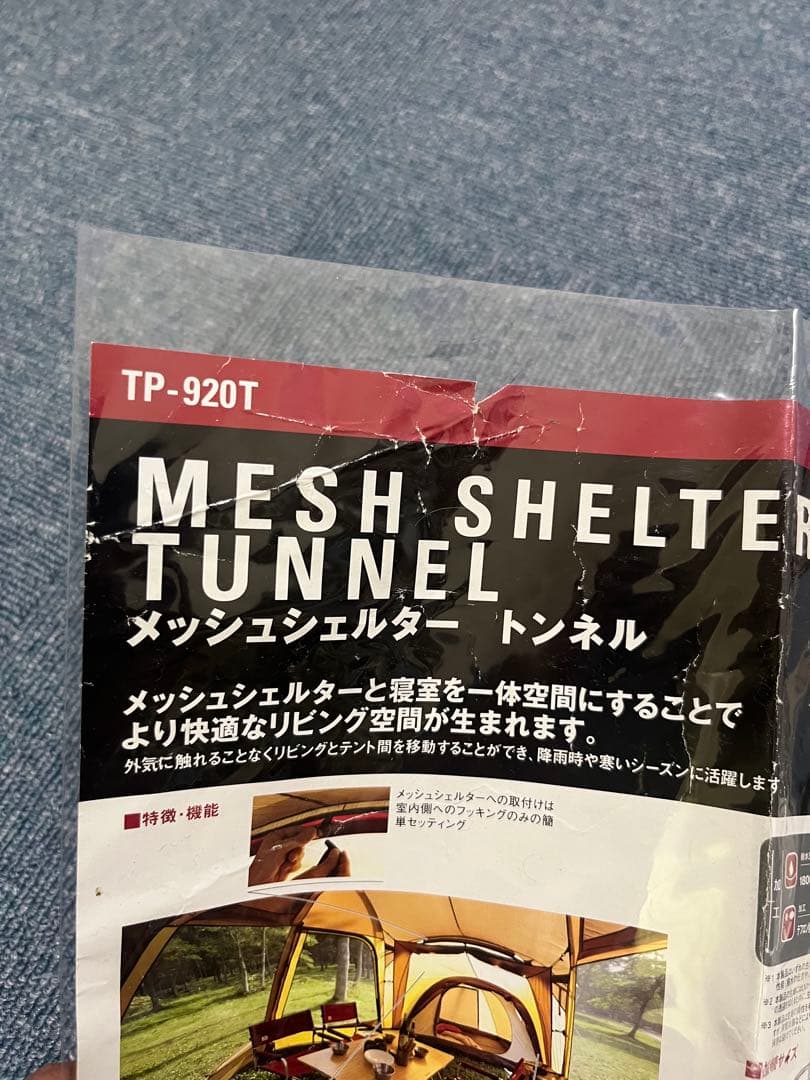 TP-920T
MESH SHELTER
TUNNEL
メッシュシェルター トンネル
メッシュシェルターと寝室を一体空間にすることで
より快適なリビング空間が生まれます。
外気に触れることなくリビングとテント間を移動することができ、降雨時や寒いシーズンに活躍します
■特徴・機能
メッシュシェルターへの取付けは
室内側へのフッキングのみの簡
単セッティング
加工